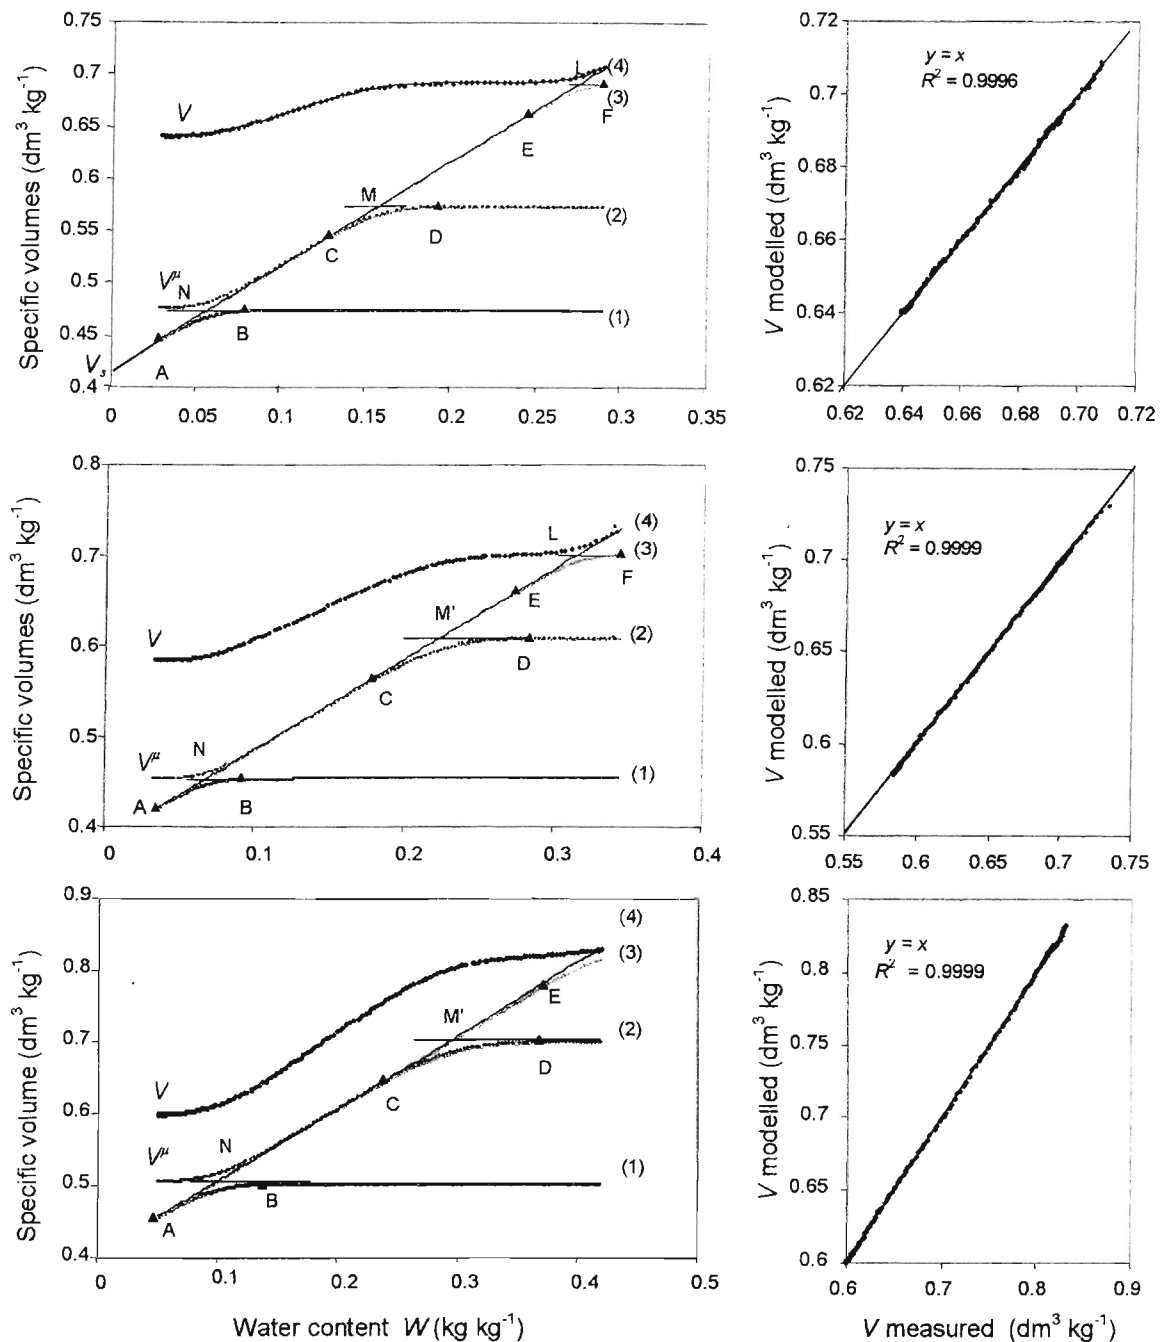 Specific volumes (dm³ kg⁻¹)
0.75
0.7
0.65
0.6
0.55
0.5
0.45
0.4
V
L
(4)
(3)
F
E
M
C
D
(2)
Vᵘ
N
B
(1)
Vₛ
A
0
0.05
0.1
0.15
0.2
0.25
0.3
0.35
V modelled (dm³ kg⁻¹)
0.72
0.70
0.68
0.66
0.64
0.62
y = x
R² = 0.9996
0.62
0.64
0.66
0.68
0.70
0.72
Specific volumes (dm³ kg⁻¹)
0.8
0.7
0.6
0.5
0.4
V
L
(4)
(3)
F
E
M'
(2)
D
C
Vᵘ
N
(1)
A
B
0
0.1
0.2
0.3
0.4
V modelled (dm³ kg⁻¹)
0.75
0.7
0.65
0.6
0.55
y = x
R² = 0.9999
0.55
0.6
0.65
0.7
0.75
Specific volume (dm³ kg⁻¹)
0.9
0.8
0.7
0.6
0.5
0.4
(4)
(3)
E
M'
(2)
D
C
V
Vᵘ
N
(1)
B
A
0
0.1
0.2
0.3
0.4
0.5
Water content W (kg kg⁻¹)
V modelled (dm³ kg⁻¹)
0.85
0.8
0.75
0.7
0.65
0.6
y = x
R² = 0.9999
0.6
0.7
0.8
0.9
V measured (dm³ kg⁻¹)